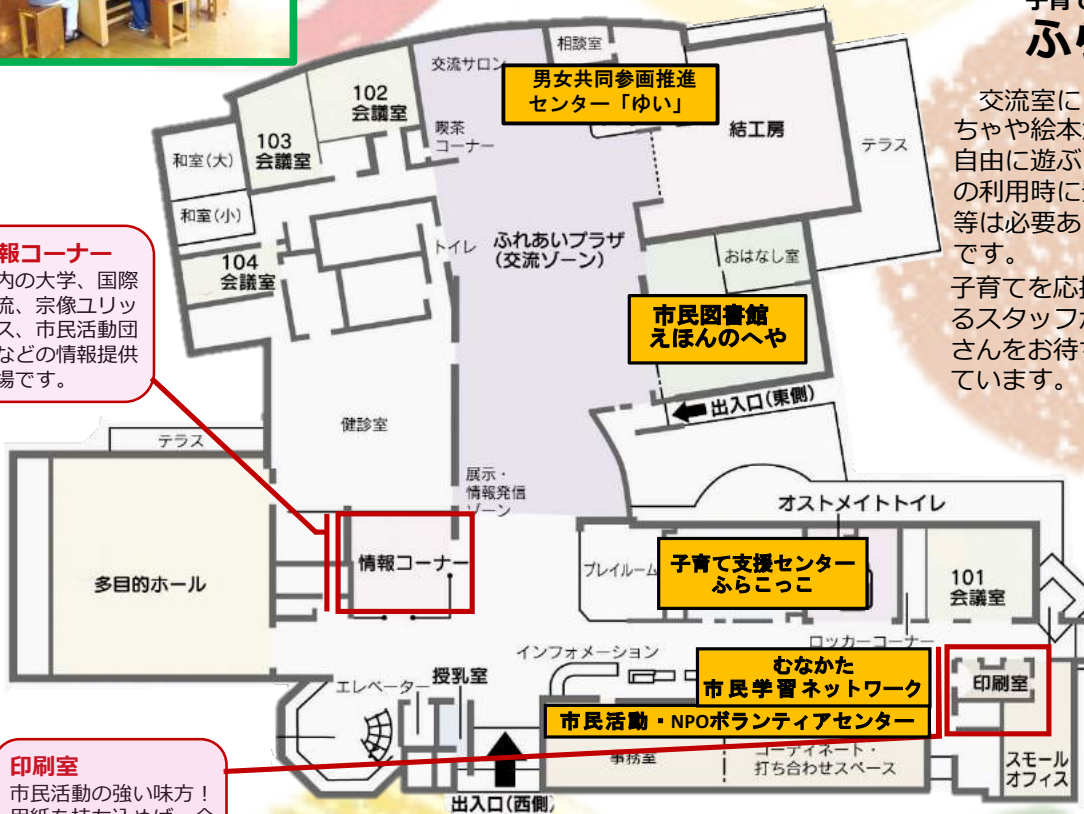 子育て
ふら
交流室に
ちゃや絵本
自由に遊ぶ
の利用時に
等は必要あ
です。
子育てを応援
るスタッフが
さんをお待
ています。
相談室
交流サロン
男女共同参画推進
センター「ゆい」
102
会議室
喫茶
コーナー
結工房
テラス
103
会議室
和室(大)
和室(小)
トイレ
ふれあいプラザ
(交流ゾーン)
おはなし室
104
会議室
市民図書館
えほんのへや
出入口(東側)
報コーナー
内の大学、国際
流、宗像ユリッ
ス、市民活動団
などの情報提供
場です。
健診室
テラス
展示・
情報発信
ゾーン
オストメイトトイレ
多目的ホール
情報コーナー
プレイルーム
子育て支援センター
ふらこっこ
101
会議室
ロッカーコーナー
インフォメーション
むなかた
市民学習ネットワーク
印刷室
エレベーター
授乳室
市民活動・NPOボランティアセンター
事務室
コーディネート・
打ち合わせスペース
スモール
オフィス
出入口(西側)
印刷室
市民活動の強い味方！
用紙を持ち込めば、